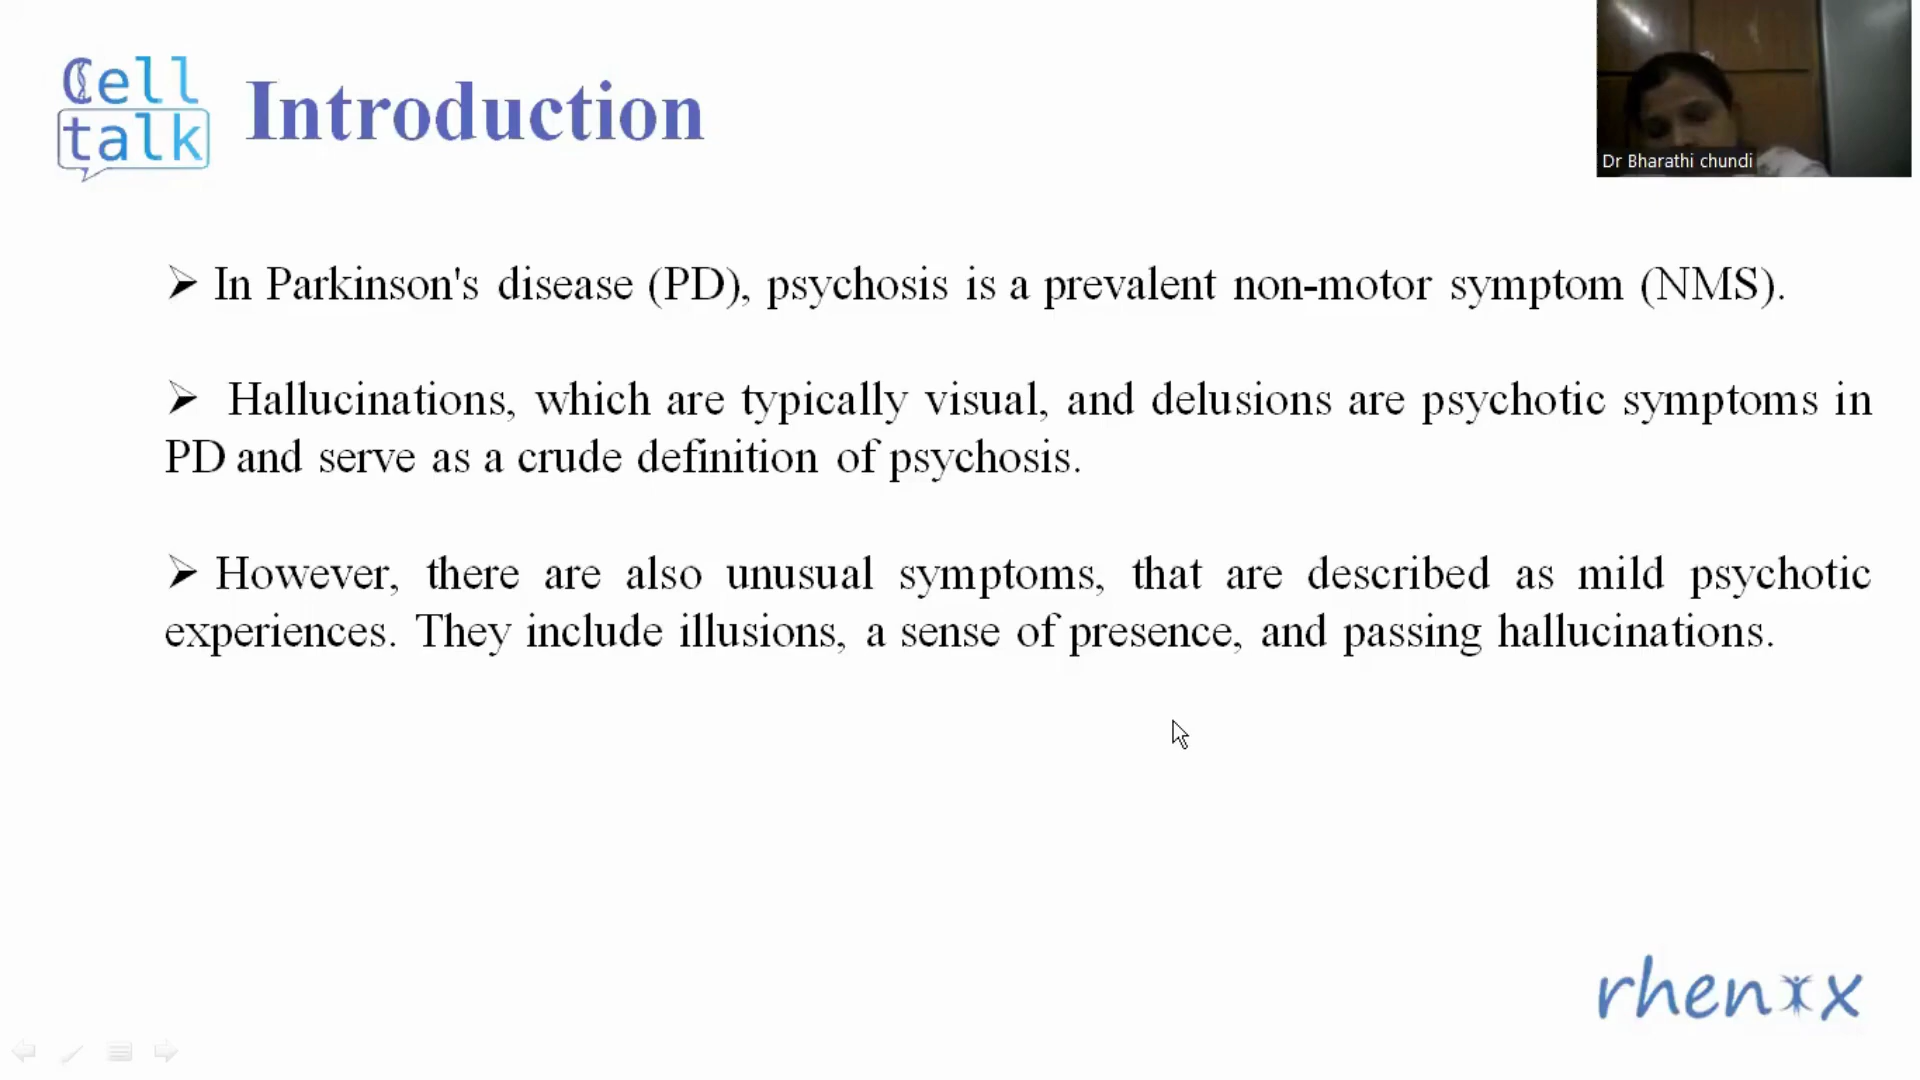 Cell
talk
Introduction
Dr Bharathi chundi
➢ In Parkinson's disease (PD), psychosis is a prevalent non-motor symptom (NMS).
➢ Hallucinations, which are typically visual, and delusions are psychotic symptoms in
PD and serve as a crude definition of psychosis.
➢ However, there are also unusual symptoms, that are described as mild psychotic
experiences. They include illusions, a sense of presence, and passing hallucinations.
rhenix